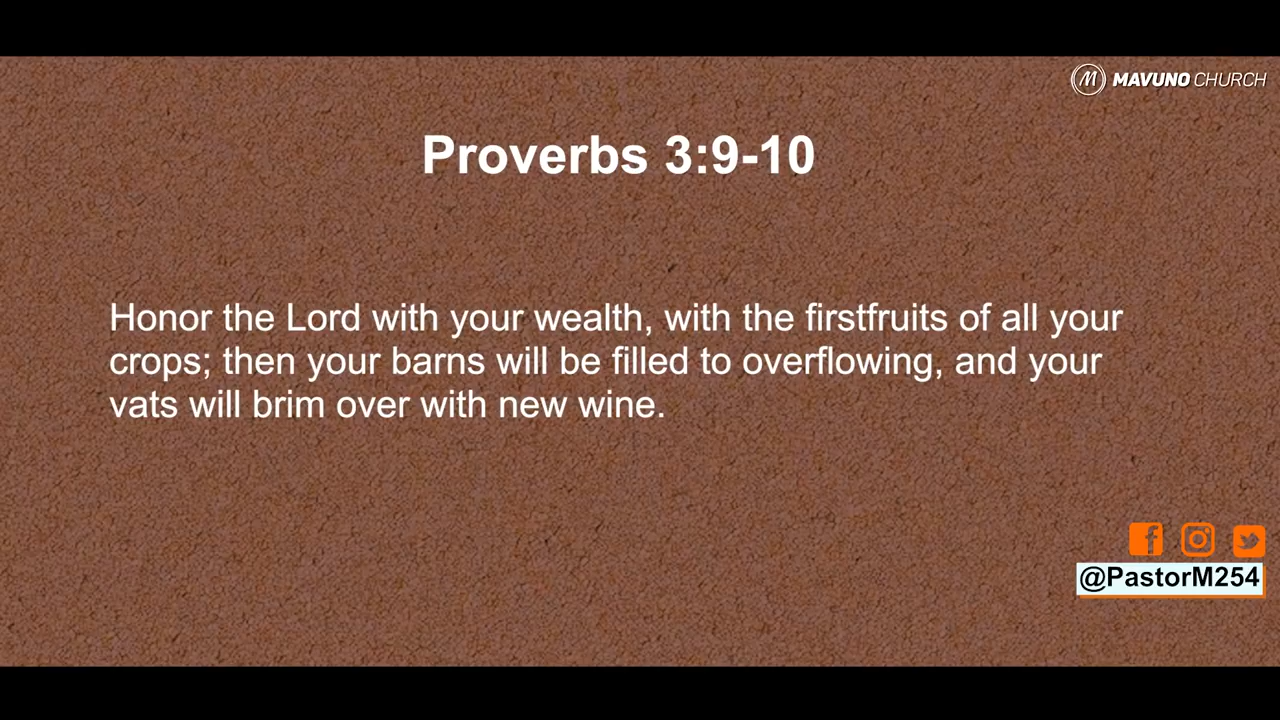 MAVUNO CHURCH
Proverbs 3:9-10
Honor the Lord with your wealth, with the firstfruits of all your
crops; then your barns will be filled to overflowing, and your
vats will brim over with new wine.
@PastorM254